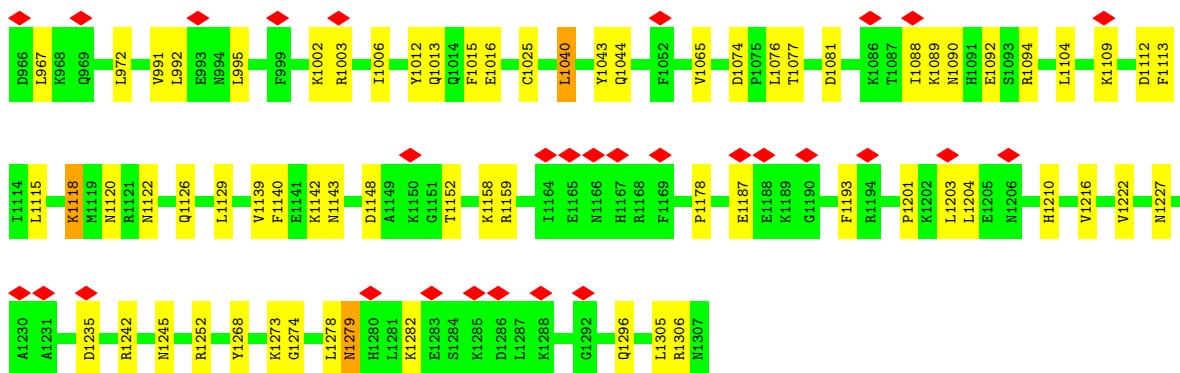 D966 L967 K968 Q969 L972 V991 L992 E993 N994 L995 F999 K1002 R1003 I1006 Y1012 Q1013 Q1014 F1015 E1016 C1025 L1040 Y1043 Q1044 F1052 V1065 D1074 P1075 L1076 T1077 D1081 K1086 T1087 I1088 K1089 N1090 H1091 E1092 S1093 R1094 L1104 K1109 D1112 F1113
I1114 L1115 K1118 M1119 N1120 R1121 N1122 Q1126 L1129 V1139 F1140 E1141 K1142 N1143 D1148 A1149 K1150 G1151 T1152 K1158 R1159 I1164 E1165 N1166 H1167 R1168 F1169 P1178 E1187 E1188 K1189 G1190 F1193 R1194 P1201 K1202 L1203 L1204 E1205 N1206 H1210 V1216 V1222 N1227
A1230 A1231 D1235 R1242 N1245 R1252 Y1268 K1273 G1274 L1278 N1279 H1280 L1281 K1282 E1283 S1284 K1285 D1286 L1287 K1288 G1292 Q1296 L1305 R1306 N1307